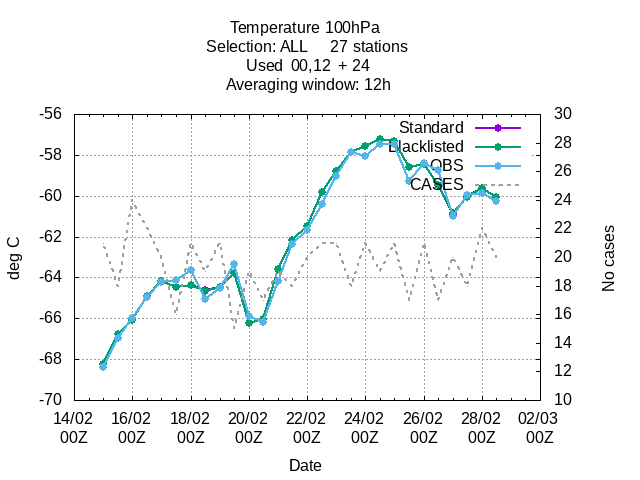 Temperature 100hPa
Selection: ALL 27 stations
Used 00,12 + 24
Averaging window: 12h
Standard
Blacklisted
OBS
CASES
deg C
-56
-58
-60
-62
-64
-66
-68
-70
No cases
30
28
26
24
22
20
18
16
14
12
10
14/02 16/02 18/02 20/02 22/02 24/02 26/02 28/02 02/03
00Z 00Z 00Z 00Z 00Z 00Z 00Z 00Z 00Z
Date